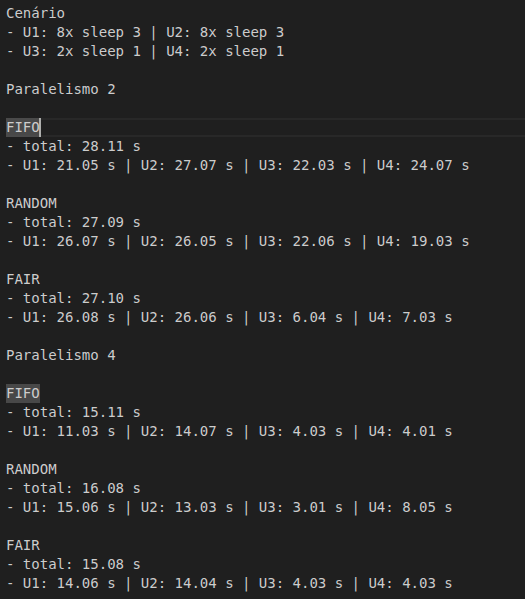 Cenário
- U1: 8x sleep 3 | U2: 8x sleep 3
- U3: 2x sleep 1 | U4: 2x sleep 1
Paralelismo 2
FIFO
- total: 28.11 s
- U1: 21.05 s | U2: 27.07 s | U3: 22.03 s | U4: 24.07 s
RANDOM
- total: 27.09 s
- U1: 26.07 s | U2: 26.05 s | U3: 22.06 s | U4: 19.03 s
FAIR
- total: 27.10 s
- U1: 26.08 s | U2: 26.06 s | U3: 6.04 s | U4: 7.03 s
Paralelismo 4
FIFO
- total: 15.11 s
- U1: 11.03 s | U2: 14.07 s | U3: 4.03 s | U4: 4.01 s
RANDOM
- total: 16.08 s
- U1: 15.06 s | U2: 13.03 s | U3: 3.01 s | U4: 8.05 s
FAIR
- total: 15.08 s
- U1: 14.06 s | U2: 14.04 s | U3: 4.03 s | U4: 4.03 s